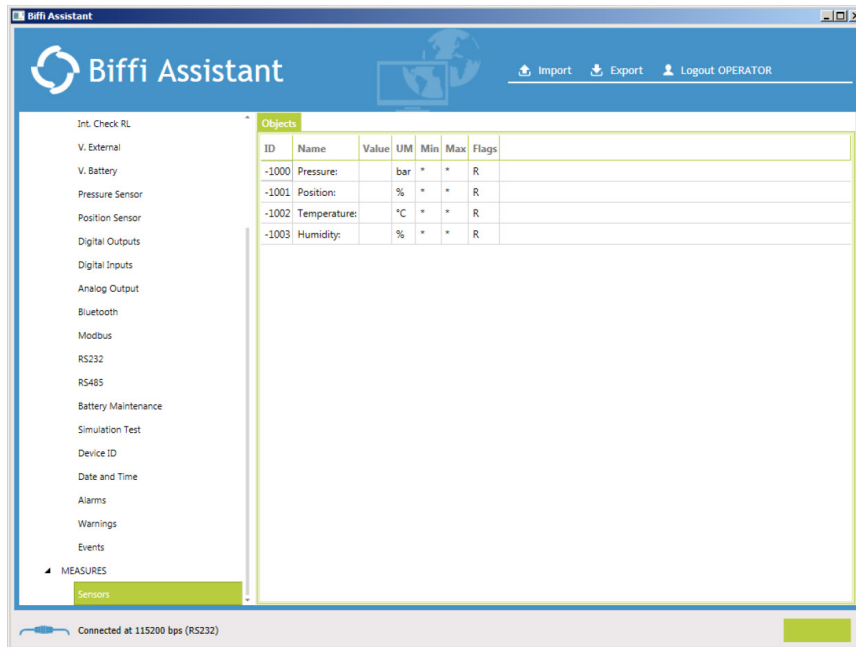 Biffi Assistant
Biffi Assistant
Import Export Logout OPERATOR
Int. Check RL
V. External
V. Battery
Pressure Sensor
Position Sensor
Digital Outputs
Digital Inputs
Analog Output
Bluetooth
Modbus
RS232
RS485
Battery Maintenance
Simulation Test
Device ID
Date and Time
Alarms
Warnings
Events
MEASURES
Sensors
Objects
ID Name Value UM Min Max Flags
-1000 Pressure: bar * * R
-1001 Position: % * * R
-1002 Temperature: °C * * R
-1003 Humidity: % * * R
Connected at 115200 bps (RS232)